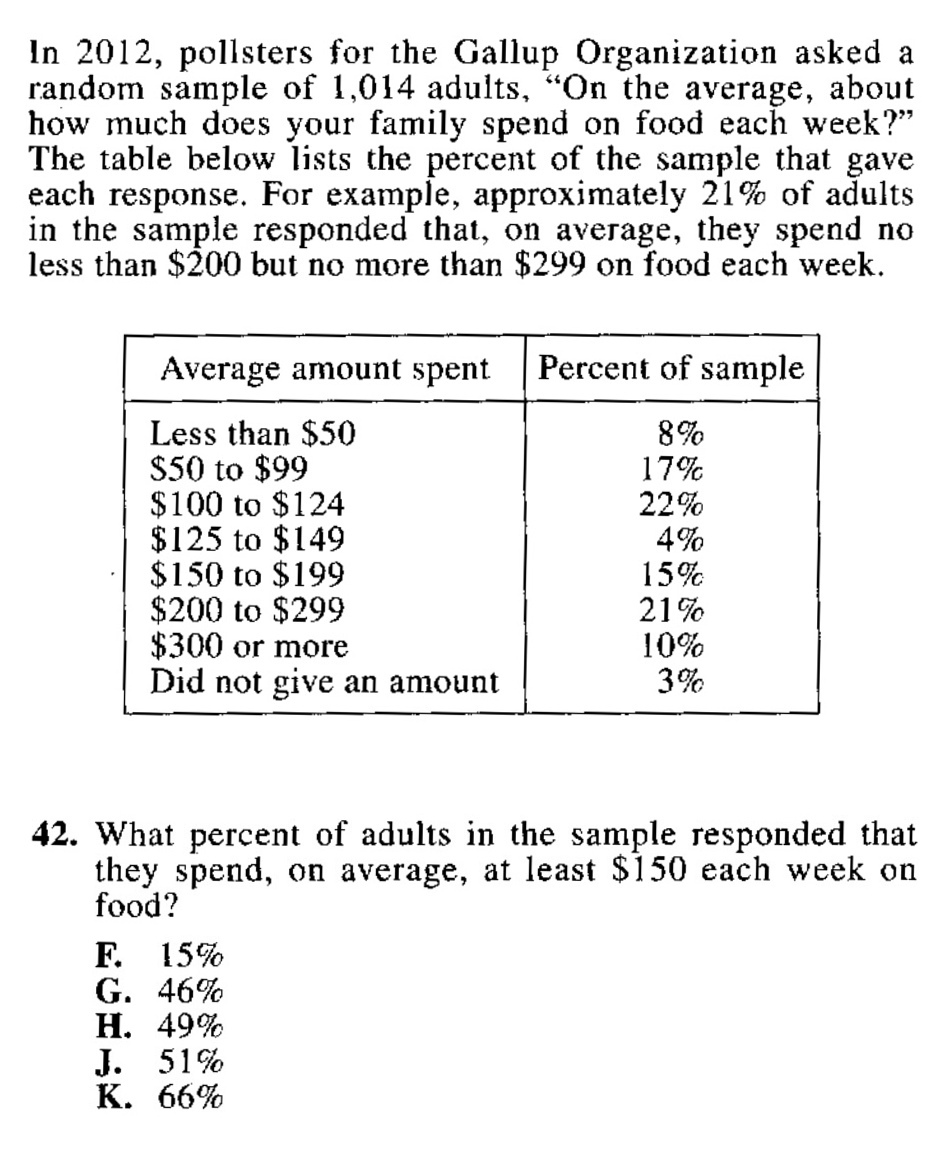 In 2012, pollsters for the Gallup Organization asked a
random sample of 1,014 adults, “On the average, about
how much does your family spend on food each week?”
The table below lists the percent of the sample that gave
each response. For example, approximately 21% of adults
in the sample responded that, on average, they spend no
less than $200 but no more than $299 on food each week.
Average amount spent Percent of sample
Less than $50 8%
$50 to $99 17%
$100 to $124 22%
$125 to $149 4%
$150 to $199 15%
$200 to $299 21%
$300 or more 10%
Did not give an amount 3%
42. What percent of adults in the sample responded that
they spend, on average, at least $150 each week on
food?
F. 15%
G. 46%
H. 49%
J. 51%
K. 66%